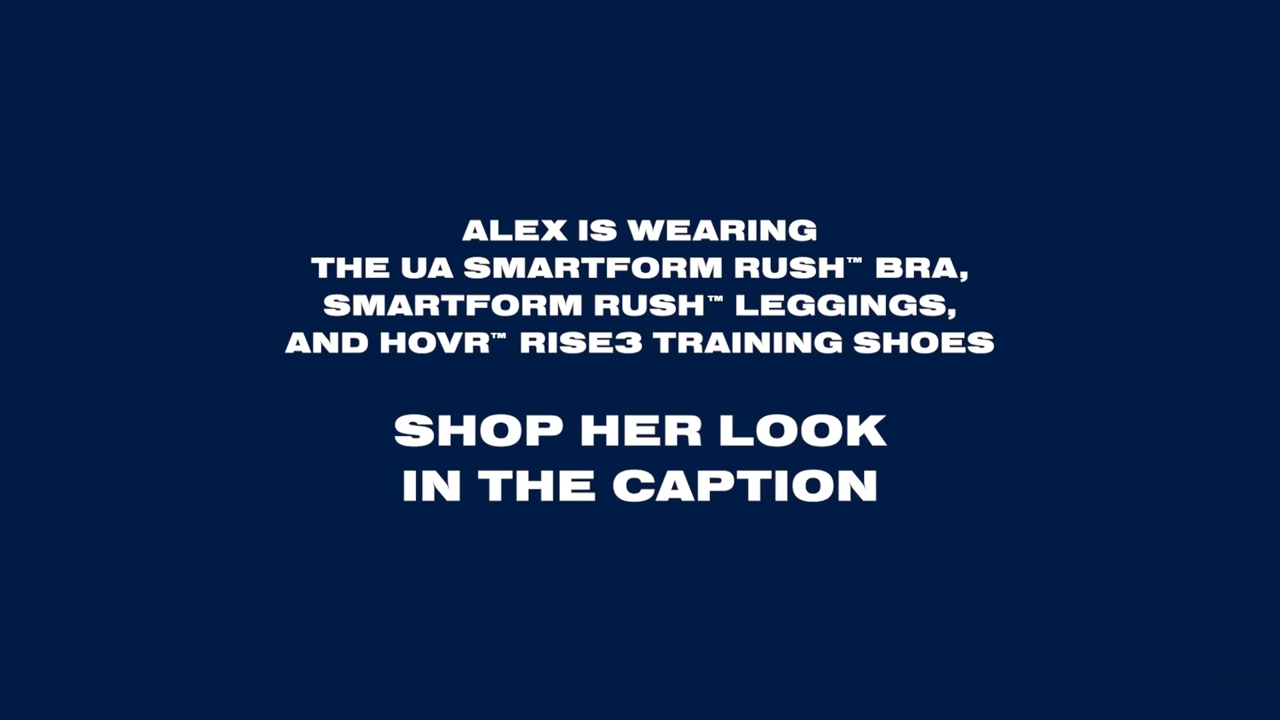 ALEX IS WEARING
THE UA SMARTFORM RUSH™ BRA,
SMARTFORM RUSH™ LEGGINGS,
AND HOVR™ RISE3 TRAINING SHOES
SHOP HER LOOK
IN THE CAPTION